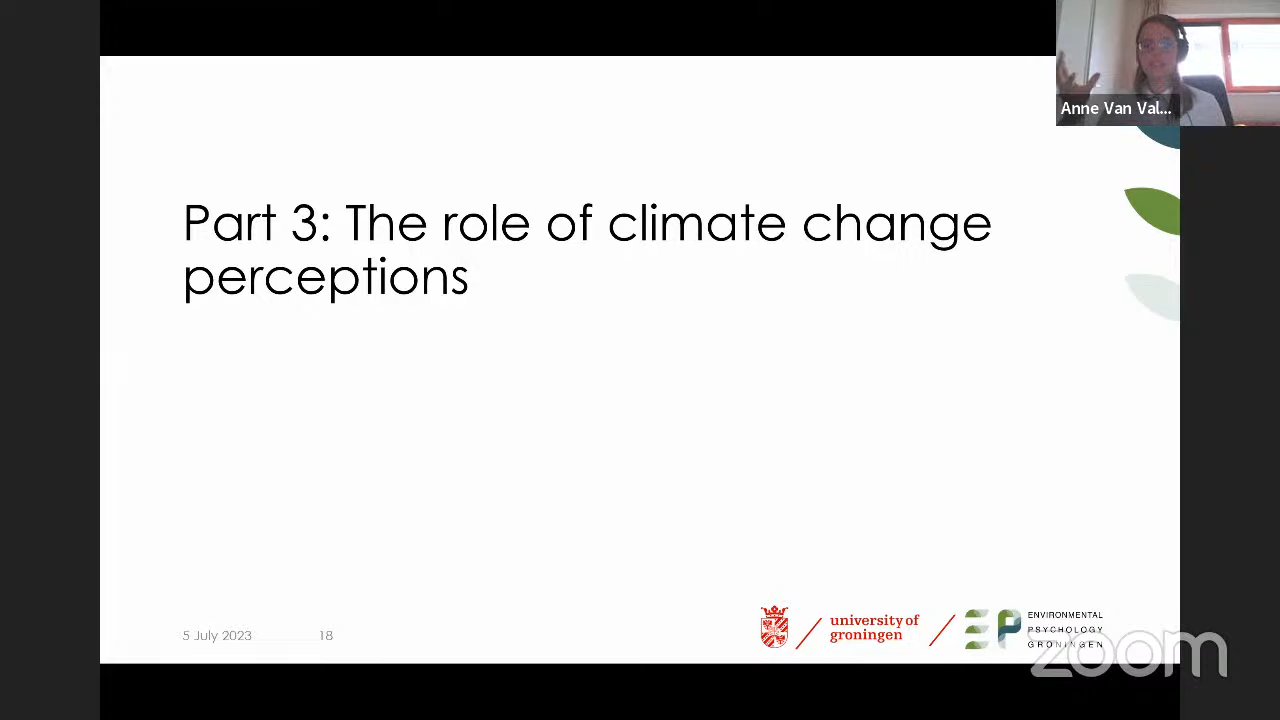 Anne Van Val...
Part 3: The role of climate change
perceptions
5 July 2023
18
university of
groningen
EP
ENVIRONMENTAL
PSYCHOLOGY
GRONINGEN
zoom